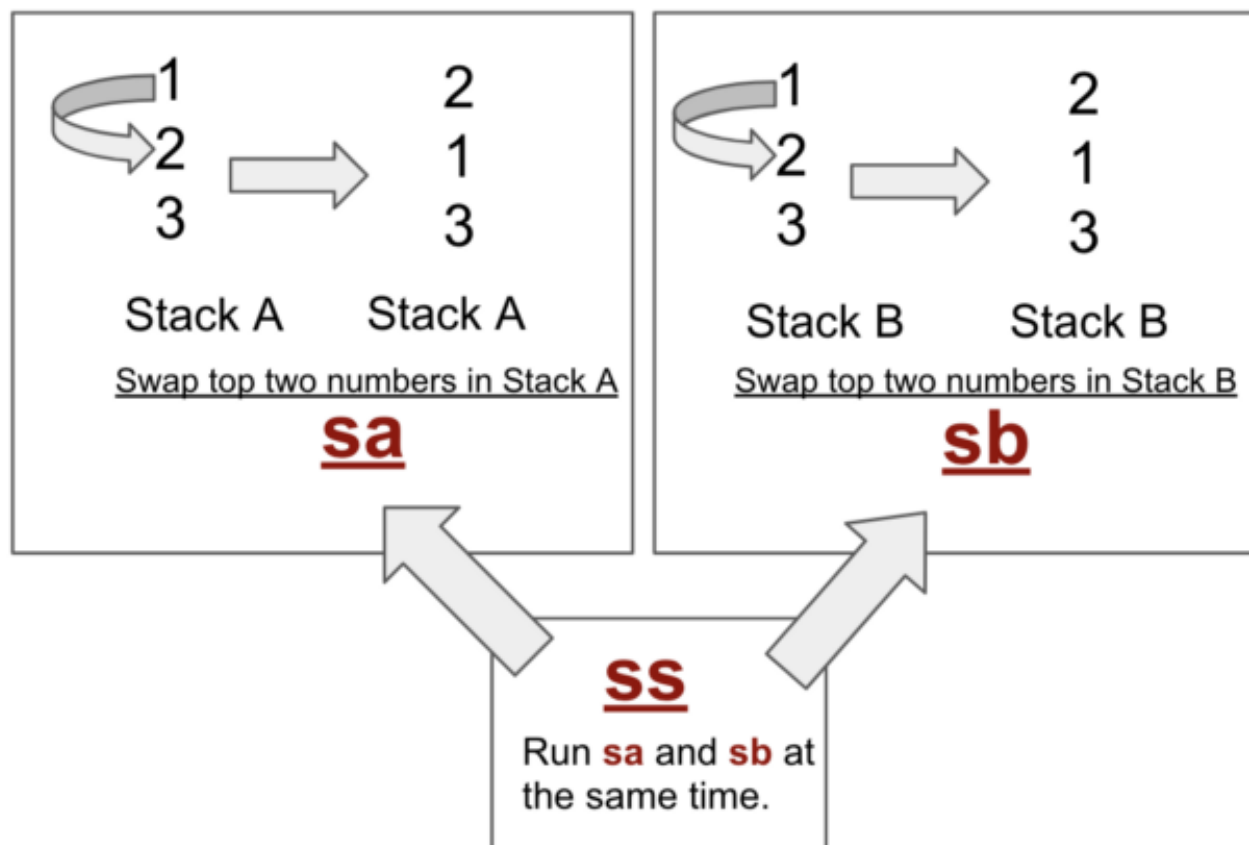 1
2
3
2
1
3
Stack A
Stack A
Swap top two numbers in Stack A
sa
1
2
3
2
1
3
Stack B
Stack B
Swap top two numbers in Stack B
sb
ss
Run sa and sb at
the same time.